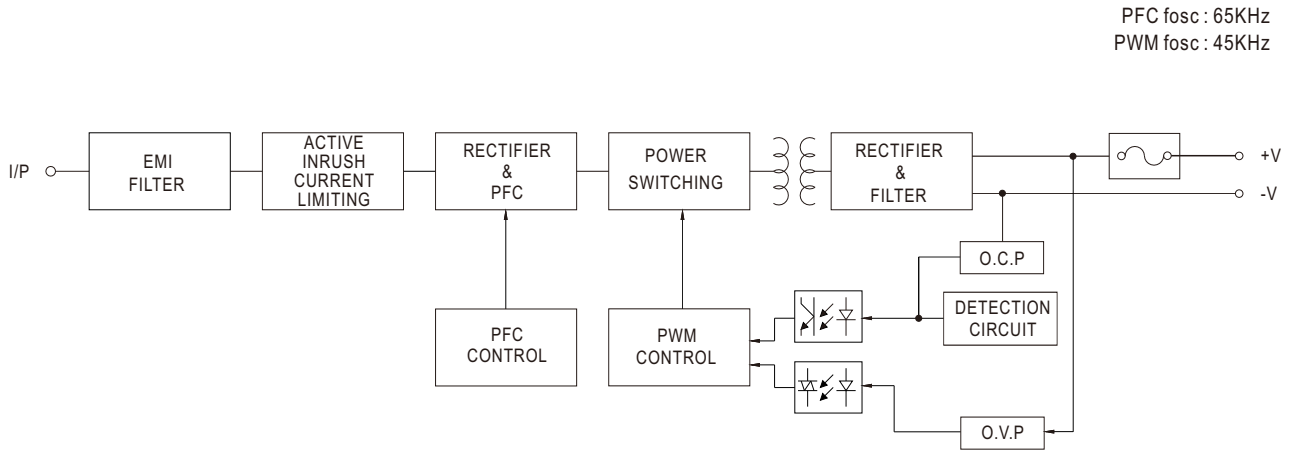 PFC fosc : 65KHz
PWM fosc : 45KHz
I/P
EMI
FILTER
ACTIVE
INRUSH
CURRENT
LIMITING
RECTIFIER
&
PFC
POWER
SWITCHING
RECTIFIER
&
FILTER
+V
-V
O.C.P
DETECTION
CIRCUIT
PFC
CONTROL
PWM
CONTROL
O.V.P